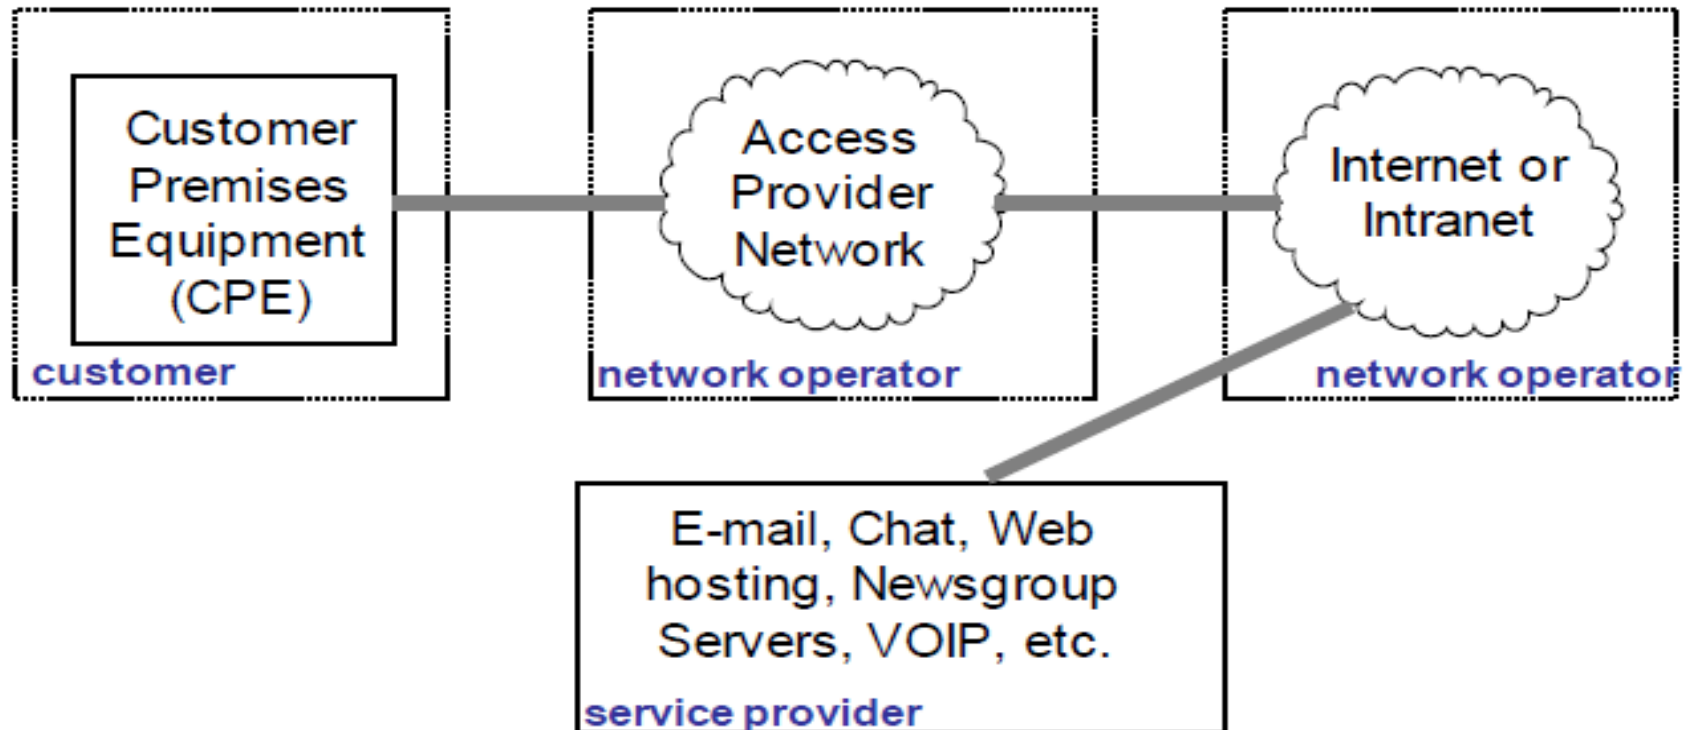 Customer
Premises
Equipment
(CPE)
customer
Access
Provider
Network
network operator
Internet or
Intranet
network operator
E-mail, Chat, Web
hosting, Newsgroup
Servers, VOIP, etc.
service provider